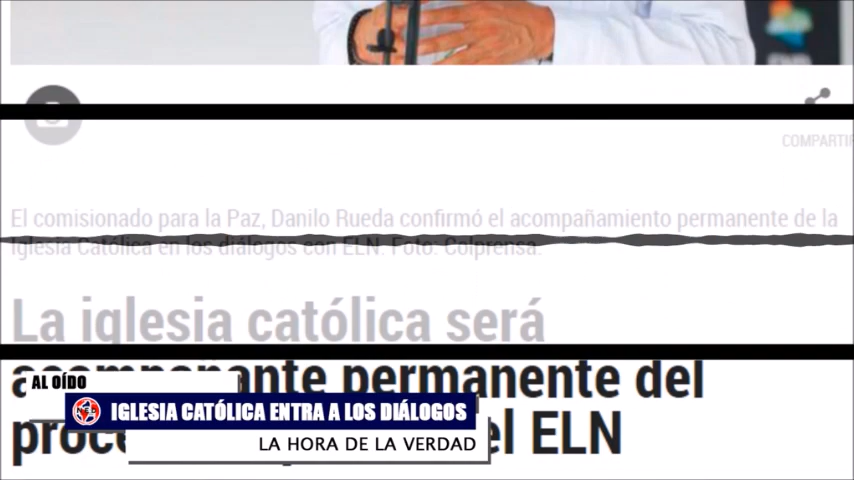 COMPARTIR
El comisionado para la Paz, Danilo Rueda confirmó el acompañamiento permanente de la
Iglesia Católica en los diálogos con ELN. Foto: Colprensa.
La iglesia católica será
permanente del
el ELN
AL OÍDO
IGLESIA CATÓLICA ENTRA A LOS DIÁLOGOS
LA HORA DE LA VERDAD